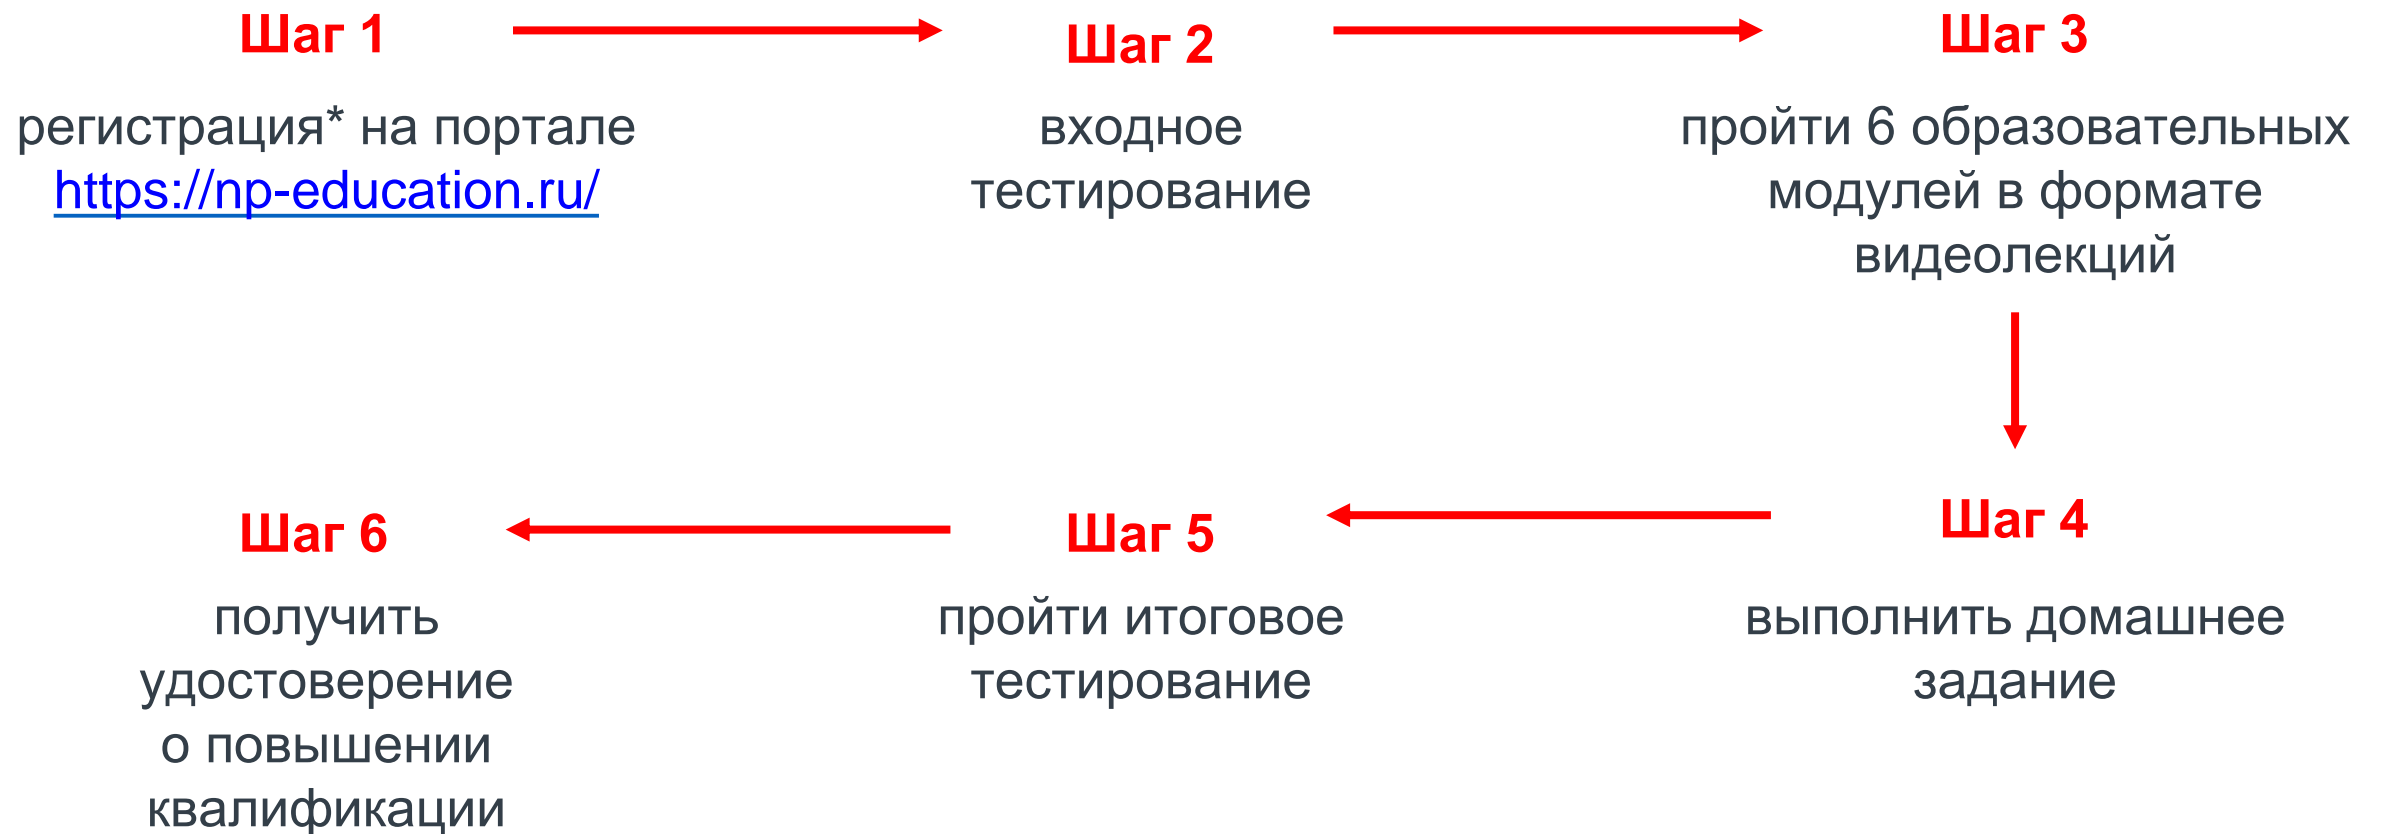 Шаг 1
регистрация* на портале
https://np-education.ru/
Шаг 2
входное
тестирование
Шаг 3
пройти 6 образовательных
модулей в формате
видеолекций
Шаг 4
выполнить домашнее
задание
Шаг 5
пройти итоговое
тестирование
Шаг 6
получить
удостоверение
о повышении
квалификации